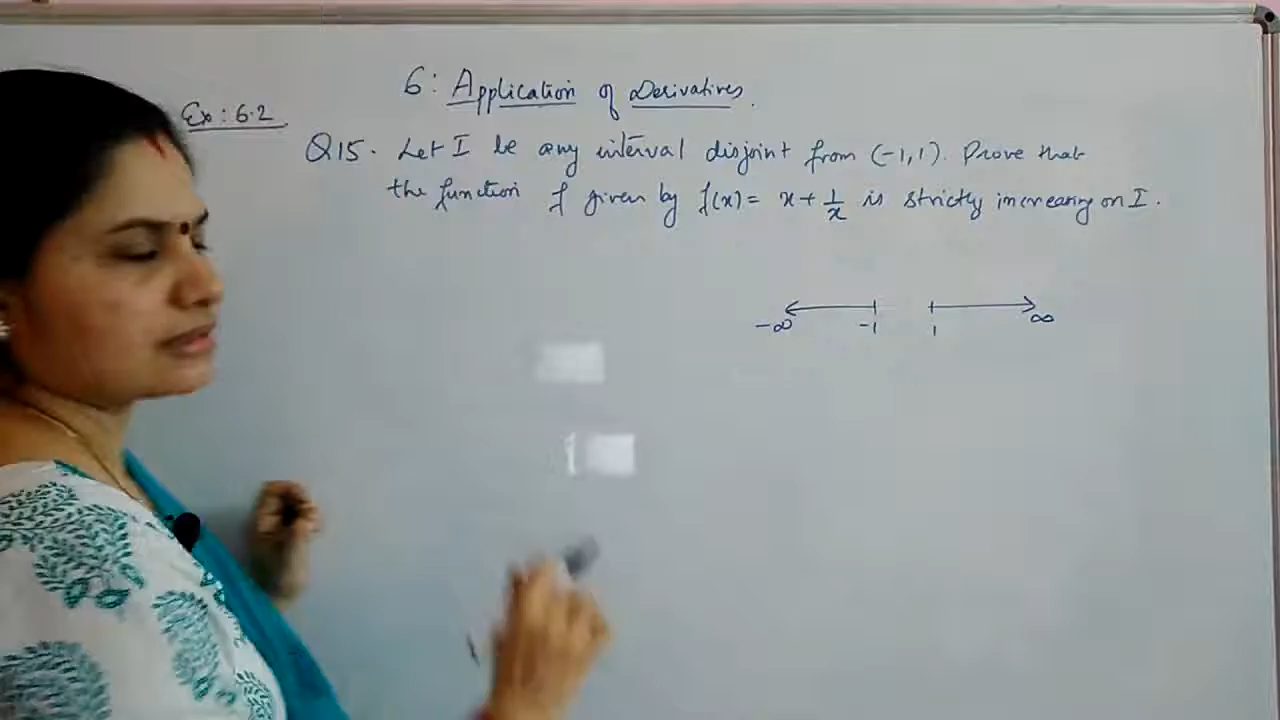 6: Application of Derivatives.
Ex: 6.2
Q15. Let I be any interval disjoint from (-1,1). Prove that
the function f given by f(x) = x + 1/x is strictly increasing on I.
-∞ -1 1 ∞